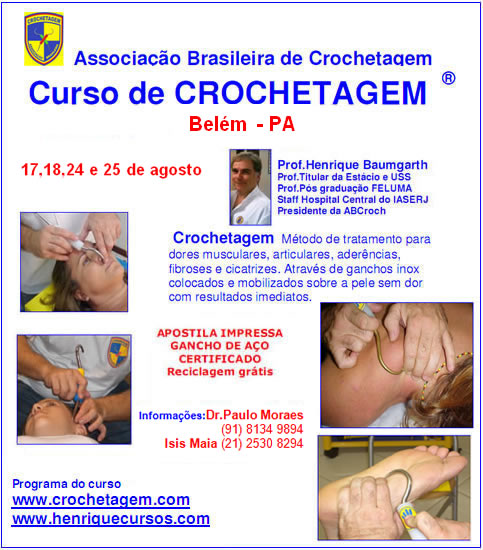 CROCHETAGEM
Associação Brasileira de Crochetagem
Curso de CROCHETAGEM ®
Belém - PA
17,18,24 e 25 de agosto
Prof.Henrique Baumgarth
Prof.Titular da Estácio e USS
Prof.Pós graduação FELUMA
Staff Hospital Central do IASERJ
Presidente da ABCroch
Crochetagem Método de tratamento para
dores musculares, articulares, aderências,
fibroses e cicatrizes. Através de ganchos inox
colocados e mobilizados sobre a pele sem dor
com resultados imediatos.
APOSTILA IMPRESSA
GANCHO DE AÇO
CERTIFICADO
Reciclagem grátis
Informações:Dr.Paulo Moraes
(91) 8134 9894
Isis Maia (21) 2530 8294
Programa do curso
www.crochetagem.com
www.henriquecursos.com